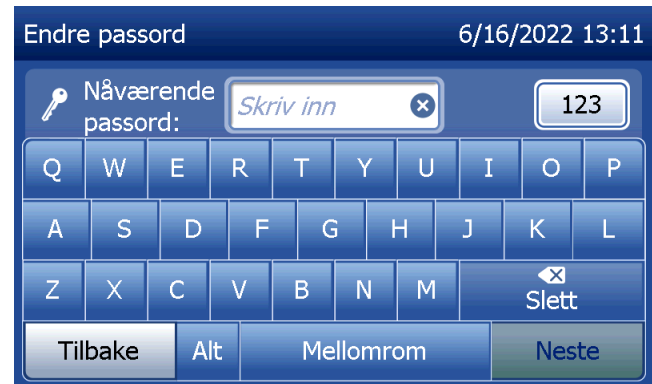 Endre passord 6/16/2022 13:11
Nåværende passord: Skriv inn 123
Q W E R T Y U I O P
A S D F G H J K L
Z X C V B N M Slett
Tilbake Alt Mellomrom Neste